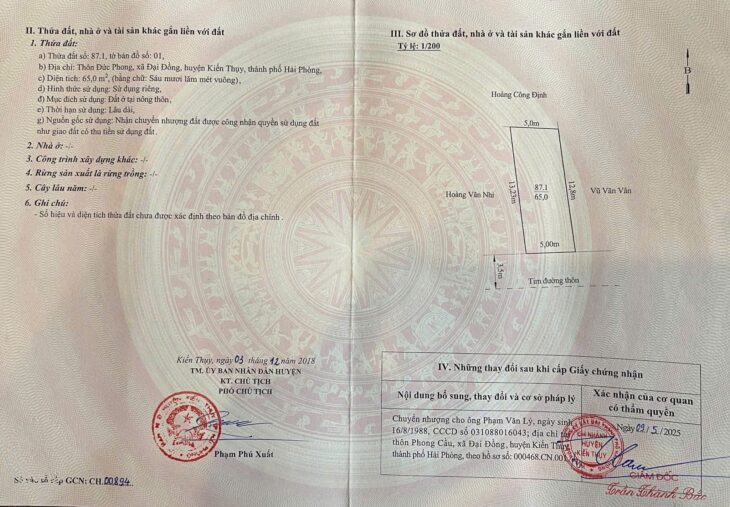 II. Thửa đất, nhà ở và tài sản khác gắn liền với đất
1. Thửa đất:
a) Thửa đất số: 87.1, tờ bản đồ số: 01,
b) Địa chỉ: Thôn Đức Phong, xã Đại Đồng, huyện Kiến Thụy, thành phố Hải Phòng,
c) Diện tích: 65,0 m², (bằng chữ: Sáu mươi lăm mét vuông),
d) Hình thức sử dụng: Sử dụng riêng,
đ) Mục đích sử dụng: Đất ở tại nông thôn,
e) Thời hạn sử dụng: Lâu dài,
g) Nguồn gốc sử dụng: Nhận chuyển nhượng đất được công nhận quyền sử dụng đất
như giao đất có thu tiền sử dụng đất.
2. Nhà ở: -/-
3. Công trình xây dựng khác: -/-
4. Rừng sản xuất là rừng trồng: -/-
5. Cây lâu năm: -/-
6. Ghi chú:
- Số hiệu và diện tích thửa đất chưa được xác định theo bản đồ địa chính .
Kiến Thụy, ngày 03 tháng 12 năm 2018
TM. ỦY BAN NHÂN DÂN HUYỆN
KT. CHỦ TỊCH
PHÓ CHỦ TỊCH
Phạm Phú Xuất
Số vào sổ cấp GCN: CH.00894
III. Sơ đồ thửa đất, nhà ở và tài sản khác gắn liền với đất
Tỷ lệ: 1/200
B
Hoàng Công Định
5,0m
Hoàng Văn Nhi
13,23m
87.1
65,0
12,8m
Vũ Văn Vân
5,00m
3,5m
Tim đường thôn
IV. Những thay đổi sau khi cấp Giấy chứng nhận
Nội dung bổ sung, thay đổi và cơ sở pháp lý
Xác nhận của cơ quan
có thẩm quyền
Chuyển nhượng cho ông Phạm Văn Lý, ngày sinh
16/8/1988, CCCD số 031088016043; địa chỉ tại
thôn Phong Cầu, xã Đại Đồng, huyện Kiến Thụy,
thành phố Hải Phòng, theo hồ sơ số: 000468.CN.001
Ngày 09/5/2025
CHI NHÁNH
HUYỆN
KIẾN THỤY
GIÁM ĐỐC
Trần Thanh Bắc